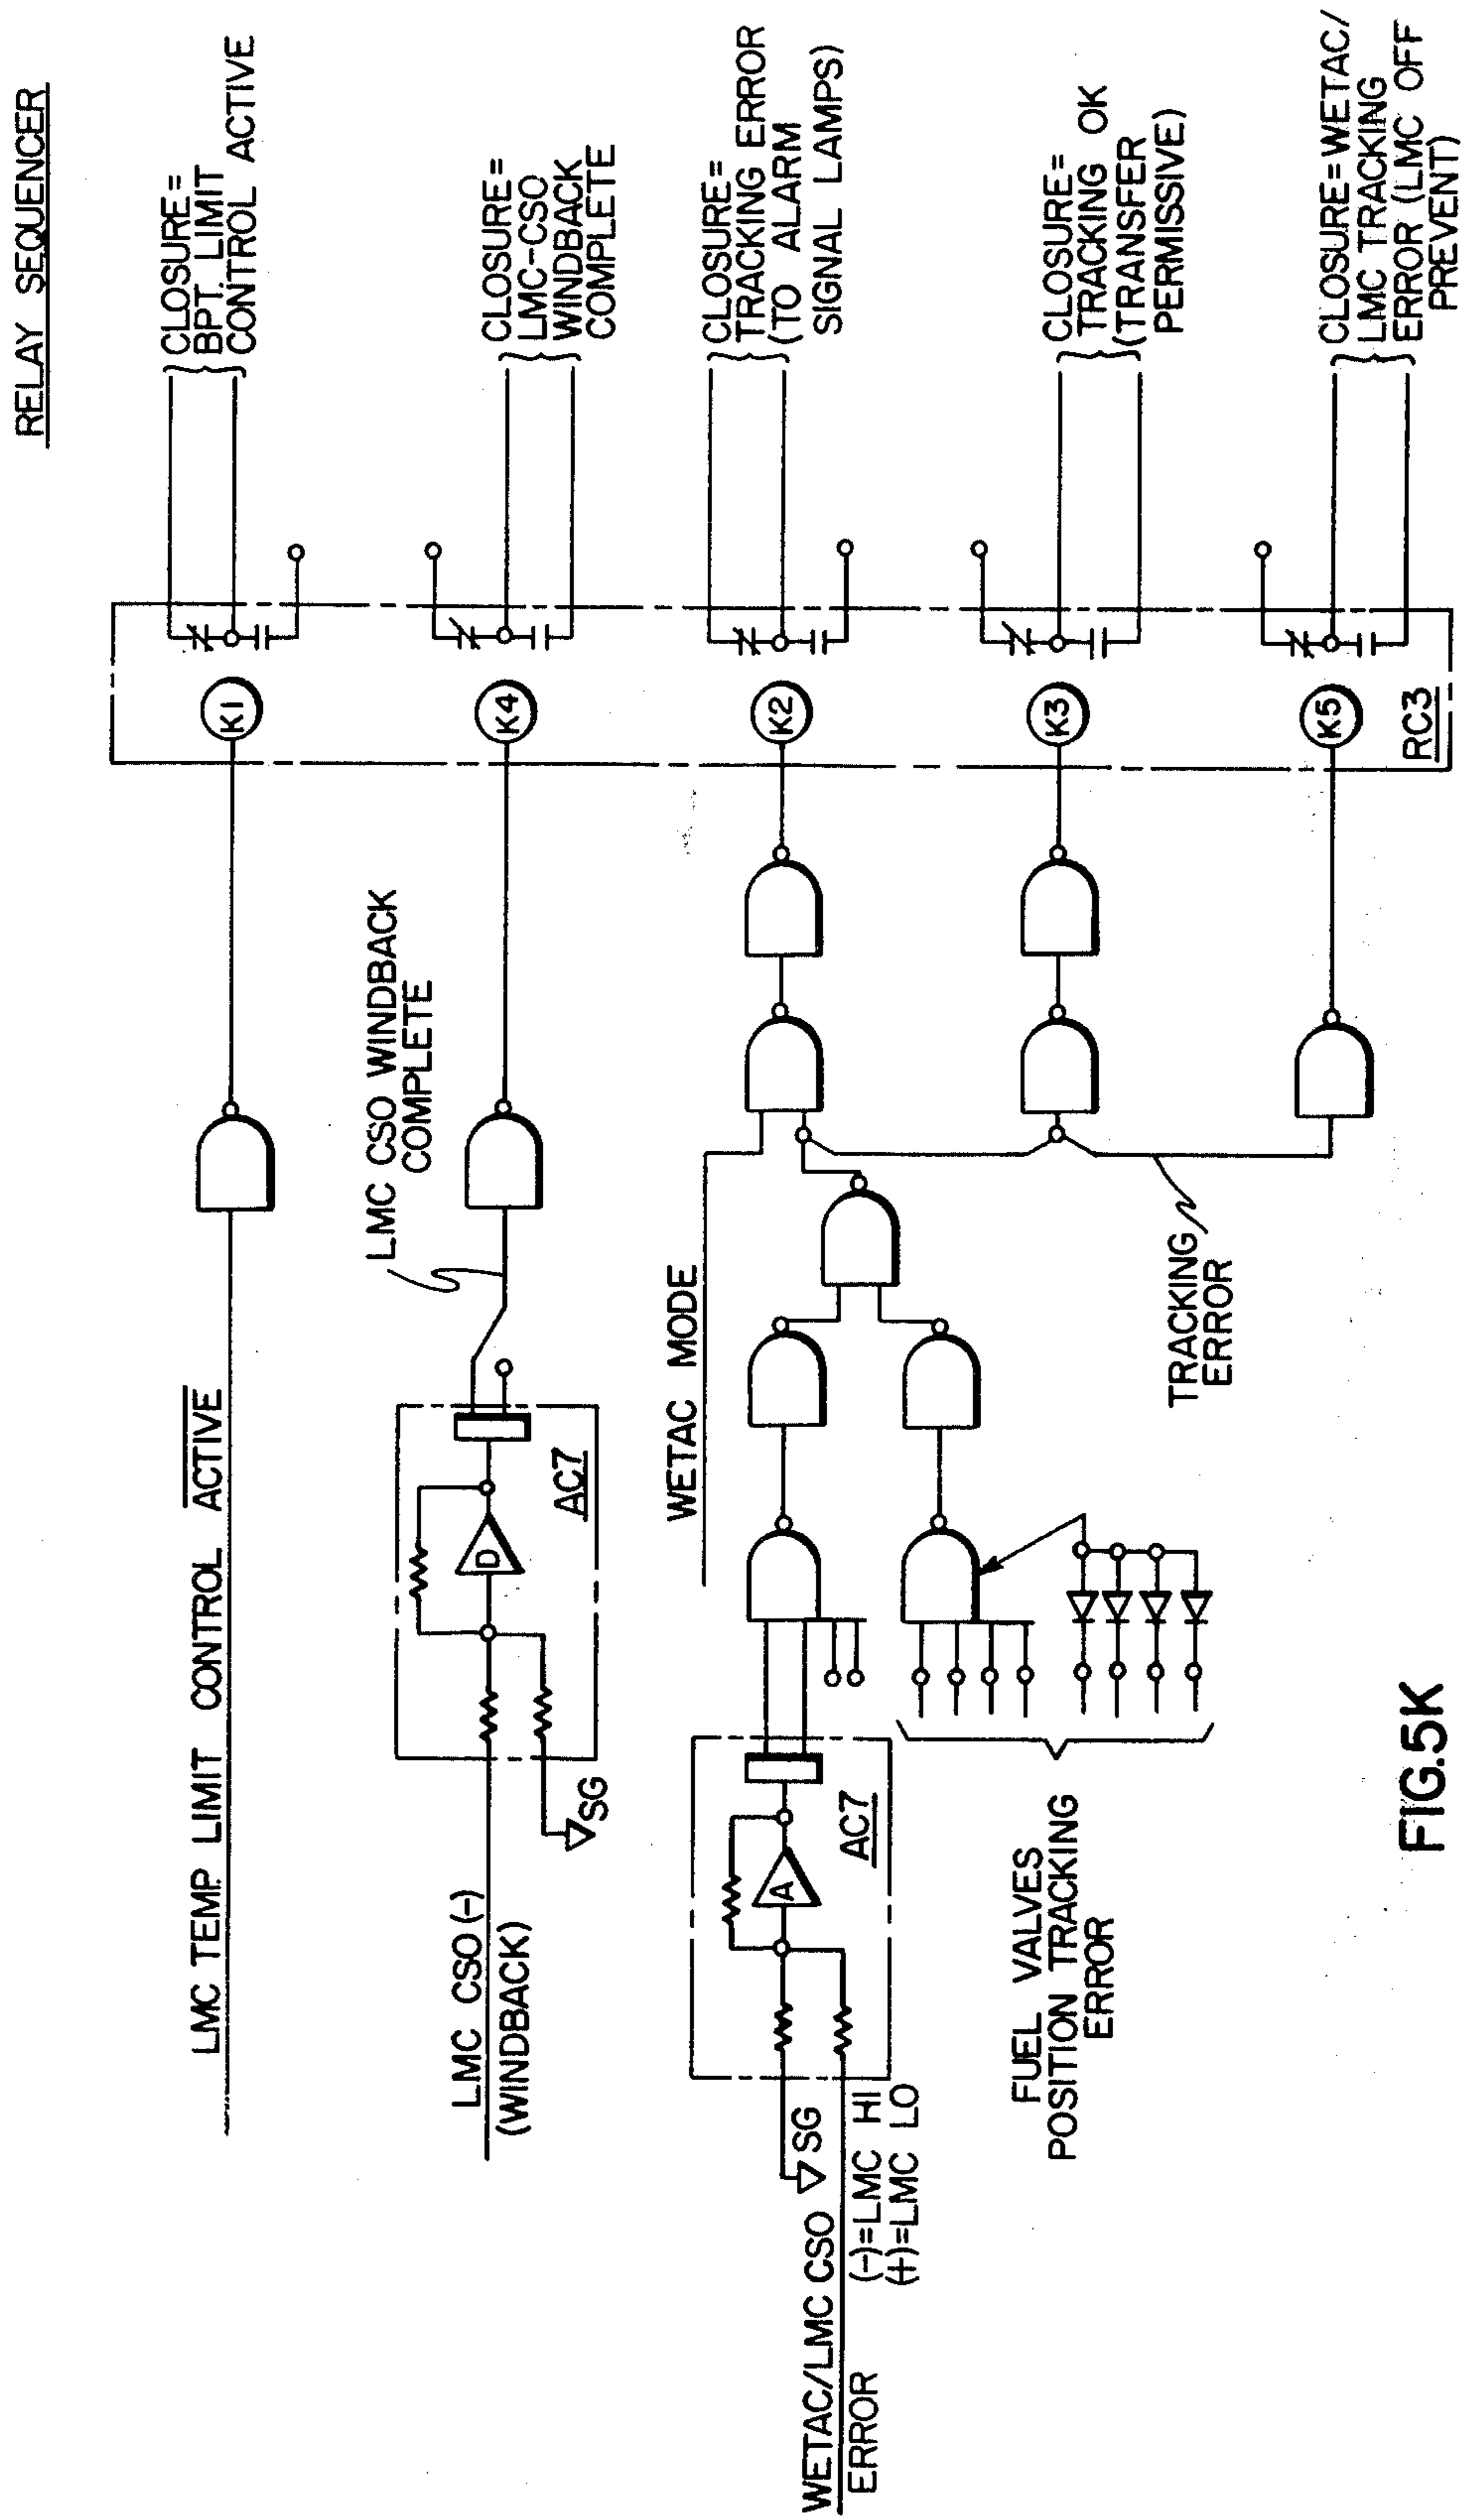 RELAY SEQUENCER
LMC TEMP. LIMIT CONTROL ACTIVE
K1
CLOSURE=
BPT. LIMIT
CONTROL ACTIVE
LMC CSO (-)
(WINDBACK)
SG
D
AC7
LMC CSO WINDBACK
COMPLETE
K4
CLOSURE=
LMC-CSO
WINDBACK
COMPLETE
WETAC MODE
WETAC/LMC CSO
ERROR
(-)=LMC HI
(+)=LMC LO
SG
A
AC7
K2
CLOSURE=
TRACKING ERROR
(TO ALARM
SIGNAL LAMPS)
FUEL VALVES
POSITION TRACKING
ERROR
K3
CLOSURE=
TRACKING OK
(TRANSFER
PERMISSIVE)
TRACKING
ERROR
K5
CLOSURE=WETAC/
LMC TRACKING
ERROR (LMC OFF
PREVENT)
RC3
FIG.5K